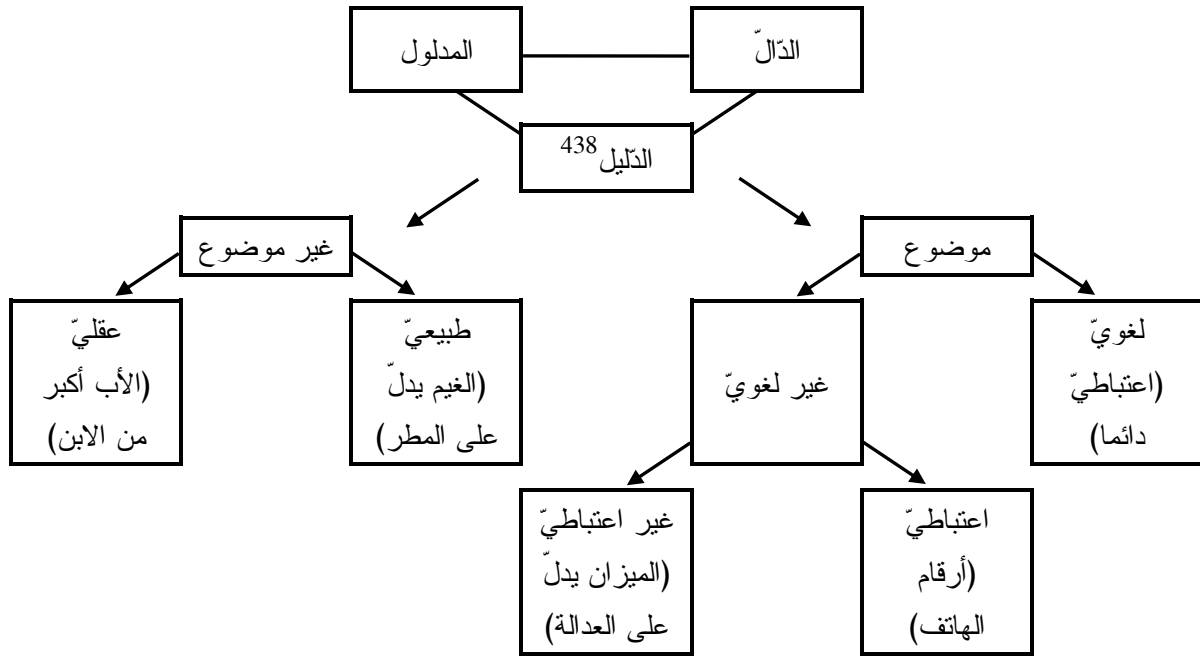 الدّالّ
المدلول
الدّليل438
موضوع
غير موضوع
لغويّ
(اعتباطيّ
دائما)
غير لغويّ
طبيعيّ
(الغيم يدلّ
على المطر)
عقليّ
(الأب أكبر
من الابن)
اعتباطيّ
(أرقام
الهاتف)
غير اعتباطيّ
(الميزان يدلّ
على العدالة)